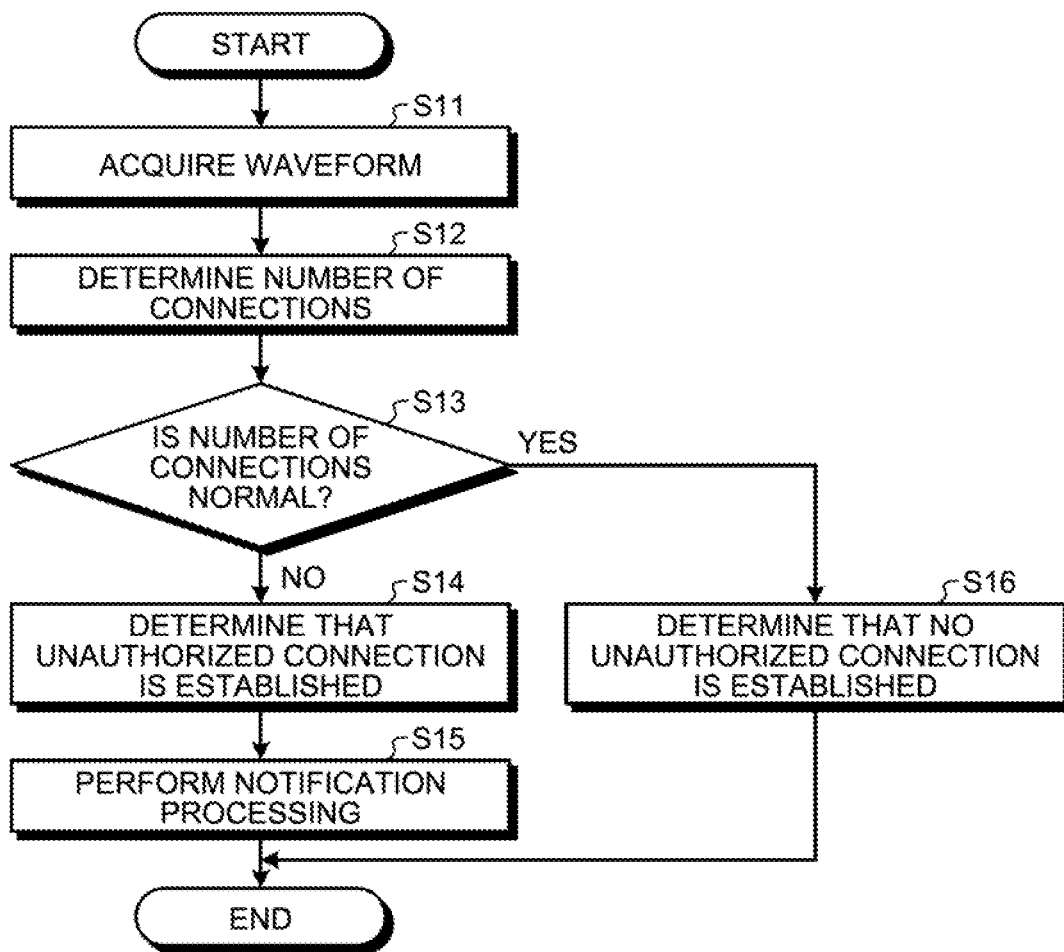 START
S11
ACQUIRE WAVEFORM
S12
DETERMINE NUMBER OF
CONNECTIONS
S13
IS NUMBER OF
CONNECTIONS
NORMAL?
YES
NO
S14
DETERMINE THAT
UNAUTHORIZED CONNECTION
IS ESTABLISHED
S16
DETERMINE THAT NO
UNAUTHORIZED CONNECTION
IS ESTABLISHED
S15
PERFORM NOTIFICATION
PROCESSING
END